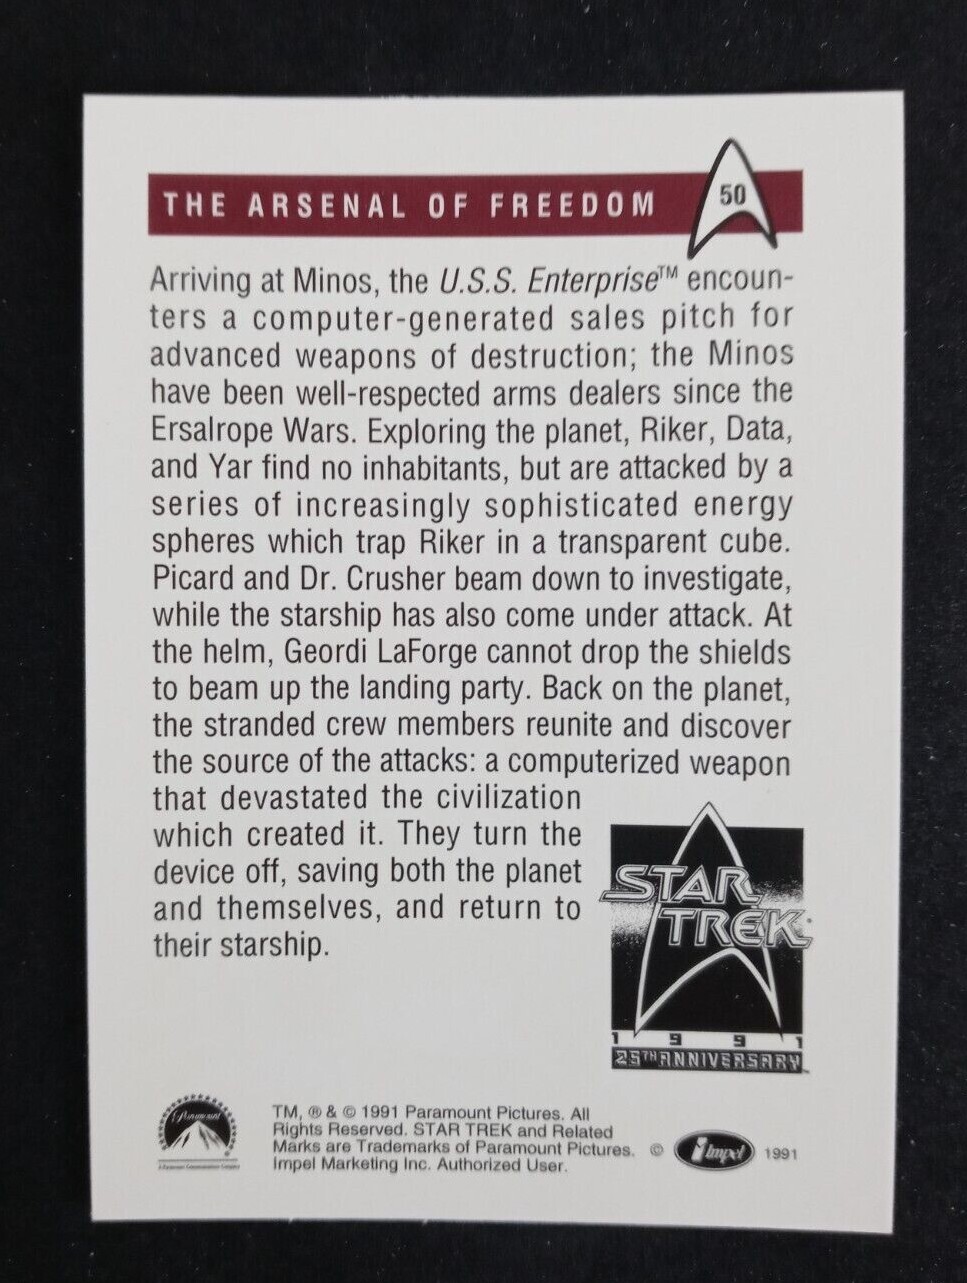 THE ARSENAL OF FREEDOM
50
Arriving at Minos, the U.S.S. Enterprise™ encoun-
ters a computer-generated sales pitch for
advanced weapons of destruction; the Minos
have been well-respected arms dealers since the
Ersalrope Wars. Exploring the planet, Riker, Data,
and Yar find no inhabitants, but are attacked by a
series of increasingly sophisticated energy
spheres which trap Riker in a transparent cube.
Picard and Dr. Crusher beam down to investigate,
while the starship has also come under attack. At
the helm, Geordi LaForge cannot drop the shields
to beam up the landing party. Back on the planet,
the stranded crew members reunite and discover
the source of the attacks: a computerized weapon
that devastated the civilization
which created it. They turn the
device off, saving both the planet
and themselves, and return to
their starship.
STAR
TREK
1991
25TH ANNIVERSARY
Paramount
A Paramount Communications Company
TM, ® & © 1991 Paramount Pictures. All
Rights Reserved. STAR TREK and Related
Marks are Trademarks of Paramount Pictures.
Impel Marketing Inc. Authorized User.
© Impel 1991